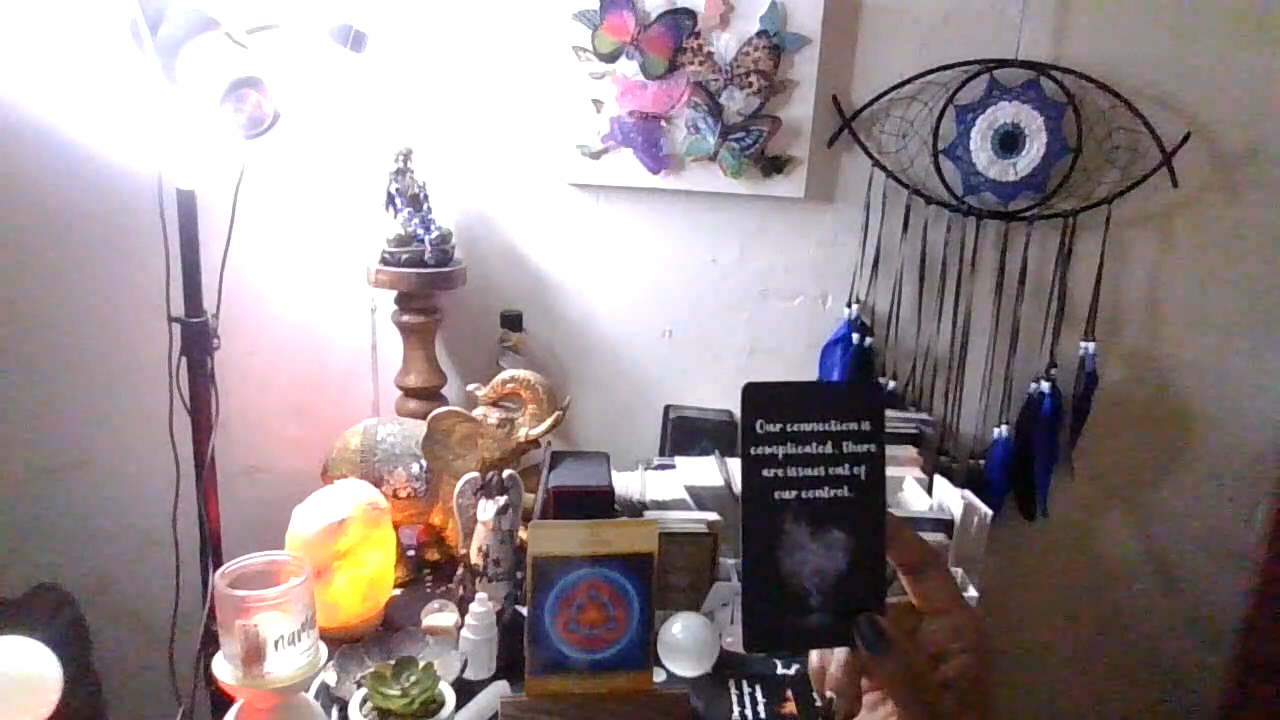 Our connection is
complicated. There
are issues out of
our control.